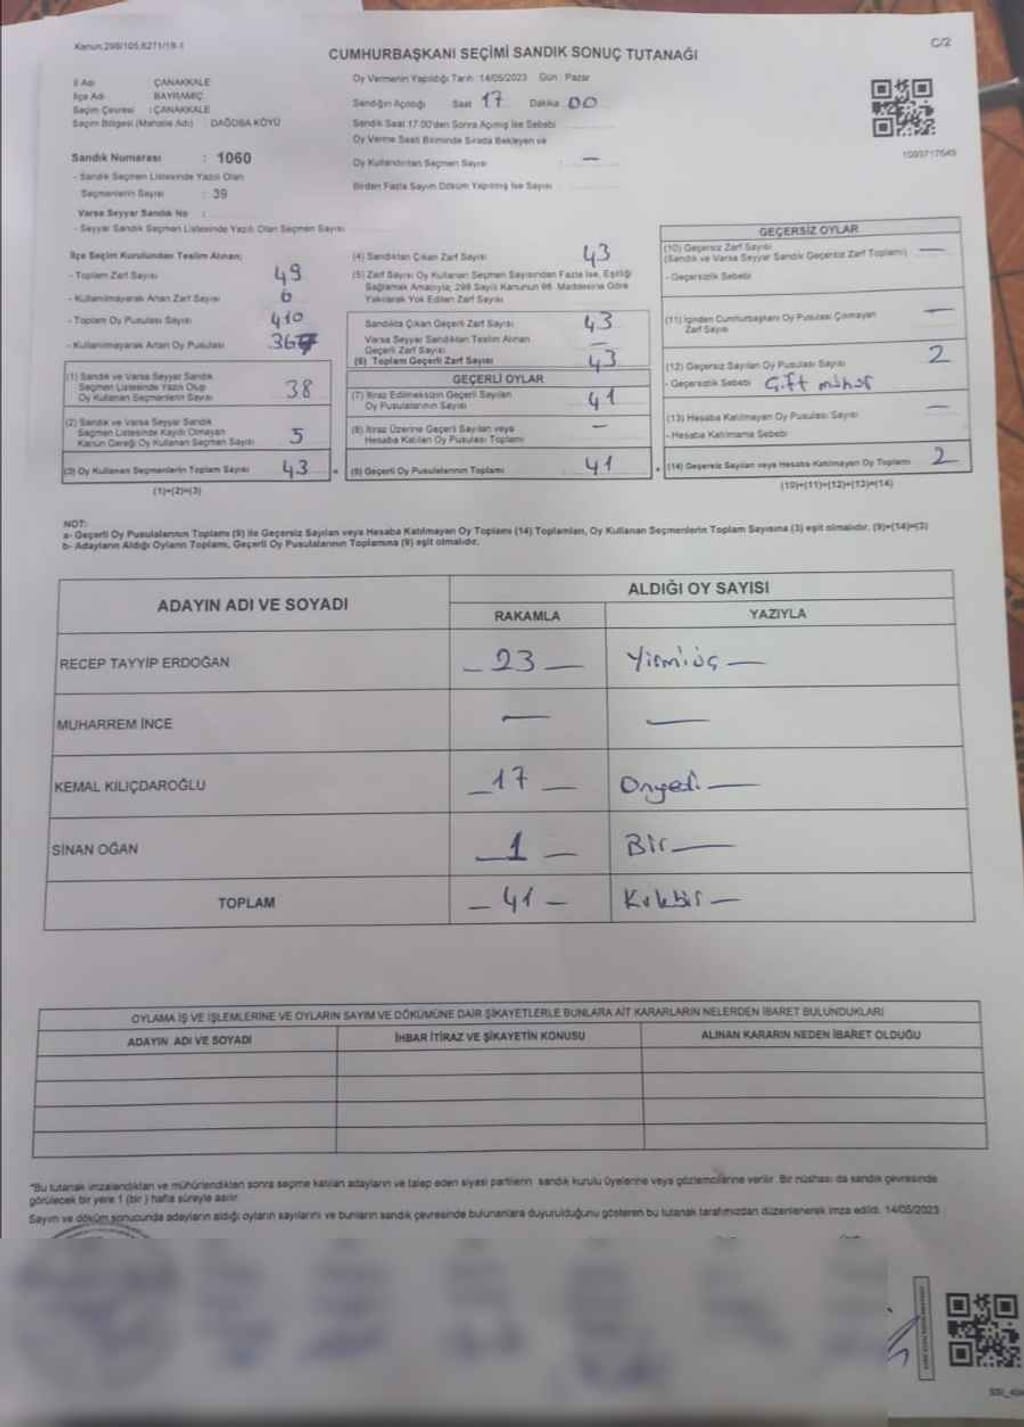 Kanun:298/105,6271/19-1
C/2
CUMHURBAŞKANI SEÇİMİ SANDIK SONUÇ TUTANAĞI
İl Adı : ÇANAKKALE
İlçe Adı : BAYRAMİÇ
Seçim Çevresi : ÇANAKKALE
Seçim Bölgesi (Mahalle Adı) : DAĞOBA KÖYÜ
Sandık Numarası : 1060
- Sandık Seçmen Listesinde Yazılı Olan
Seçmenlerin Sayısı : 39
Varsa Seyyar Sandık No :
- Seyyar Sandık Seçmen Listesinde Yazılı Olan Seçmen Sayısı
Oy Vermenin Yapıldığı Tarih: 14/05/2023 Gün: Pazar
Sandığın Açıldığı Saat 17 Dakika 00
Sandık Saat 17.00'den Sonra Açılmış İse Sebebi
Oy Verme Saati Bitiminde Sırada Bekleyen ve
Oy Kullandırılan Seçmen Sayısı : —
Birden Fazla Sayım Döküm Yapılmış İse Sayısı
1093717649
İlçe Seçim Kurulundan Teslim Alınan;
- Toplam Zarf Sayısı 49
- Kullanılmayarak Artan Zarf Sayısı 6
- Toplam Oy Pusulası Sayısı 410
- Kullanılmayarak Artan Oy Pusulası 367
(1) Sandık ve Varsa Seyyar Sandık
Seçmen Listesinde Yazılı Olup
Oy Kullanan Seçmenlerin Sayısı 38
(2) Sandık ve Varsa Seyyar Sandık
Seçmen Listesinde Kaydı Olmayan
Kanun Gereği Oy Kullanan Seçmen Sayısı 5
(3) Oy Kullanan Seçmenlerin Toplam Sayısı 43
(1)+(2)=(3)
(4) Sandıktan Çıkan Zarf Sayısı 43
(5) Zarf Sayısı Oy Kullanan Seçmen Sayısından Fazla İse, Eşitliği
Sağlamak Amacıyla, 298 Sayılı Kanunun 98. Maddesine Göre
Yakılarak Yok Edilen Zarf Sayısı
Sandıkta Çıkan Geçerli Zarf Sayısı 43
Varsa Seyyar Sandıktan Teslim Alınan
Geçerli Zarf Sayısı —
(6) Toplam Geçerli Zarf Sayısı 43
GEÇERLİ OYLAR
(7) İtiraz Edilmeksizin Geçerli Sayılan
Oy Pusulalarının Sayısı 41
(8) İtiraz Üzerine Geçerli Sayılan veya
Hesaba Katılan Oy Pusulası Toplamı —
(9) Geçerli Oy Pusulalarının Toplamı 41
GEÇERSİZ OYLAR
(10) Geçersiz Zarf Sayısı
(Sandık ve Varsa Seyyar Sandık Geçersiz Zarf Toplamı) —
- Geçersizlik Sebebi
(11) İçinden Cumhurbaşkanı Oy Pusulası Çıkmayan
Zarf Sayısı —
(12) Geçersiz Sayılan Oy Pusulası Sayısı 2
- Geçersizlik Sebebi Çift mühür
(13) Hesaba Katılmayan Oy Pusulası Sayısı —
- Hesaba Katılmama Sebebi
(14) Geçersiz Sayılan veya Hesaba Katılmayan Oy Toplamı 2
(10)+(11)+(12)+(13)=(14)
NOT:
a- Geçerli Oy Pusulalarının Toplamı (9) ile Geçersiz Sayılan veya Hesaba Katılmayan Oy Toplamı (14) Toplamları, Oy Kullanan Seçmenlerin Toplam Sayısına (3) eşit olmalıdır. (9)+(14)=(3)
b- Adayların Aldığı Oyların Toplamı, Geçerli Oy Pusulalarının Toplamına (9) eşit olmalıdır.
ADAYIN ADI VE SOYADI
ALDIĞI OY SAYISI
RAKAMLA YAZIYLA
RECEP TAYYİP ERDOĞAN — 23 — Yirmiüç —
MUHARREM İNCE — —
KEMAL KILIÇDAROĞLU — 17 — Onyedi —
SİNAN OĞAN — 1 — Bir —
TOPLAM — 41 — Kırkbir —
OYLAMA İŞ VE İŞLEMLERİNE VE OYLARIN SAYIM VE DÖKÜMÜNE DAİR ŞİKAYETLERLE BUNLARA AİT KARARLARIN NELERDEN İBARET BULUNDUKLARI
ADAYIN ADI VE SOYADI İHBAR İTİRAZ VE ŞİKAYETİN KONUSU ALINAN KARARIN NEDEN İBARET OLDUĞU
"Bu tutanak imzalandıktan ve mühürlendikten sonra seçime katılan adayların ve talep eden siyasi partilerin sandık kurulu üyelerine veya gözlemcilerine verilir. Bir nüshası da sandık çevresinde
görülecek bir yere 1 (bir ) hafta süreyle asılır.
Sayım ve döküm sonucunda adayların aldığı oyların sayılarını ve bunların sandık çevresinde bulunanlara duyurulduğunu gösteren bu tutanak tarafımızdan düzenlenerek imza edildi. 14/05/2023